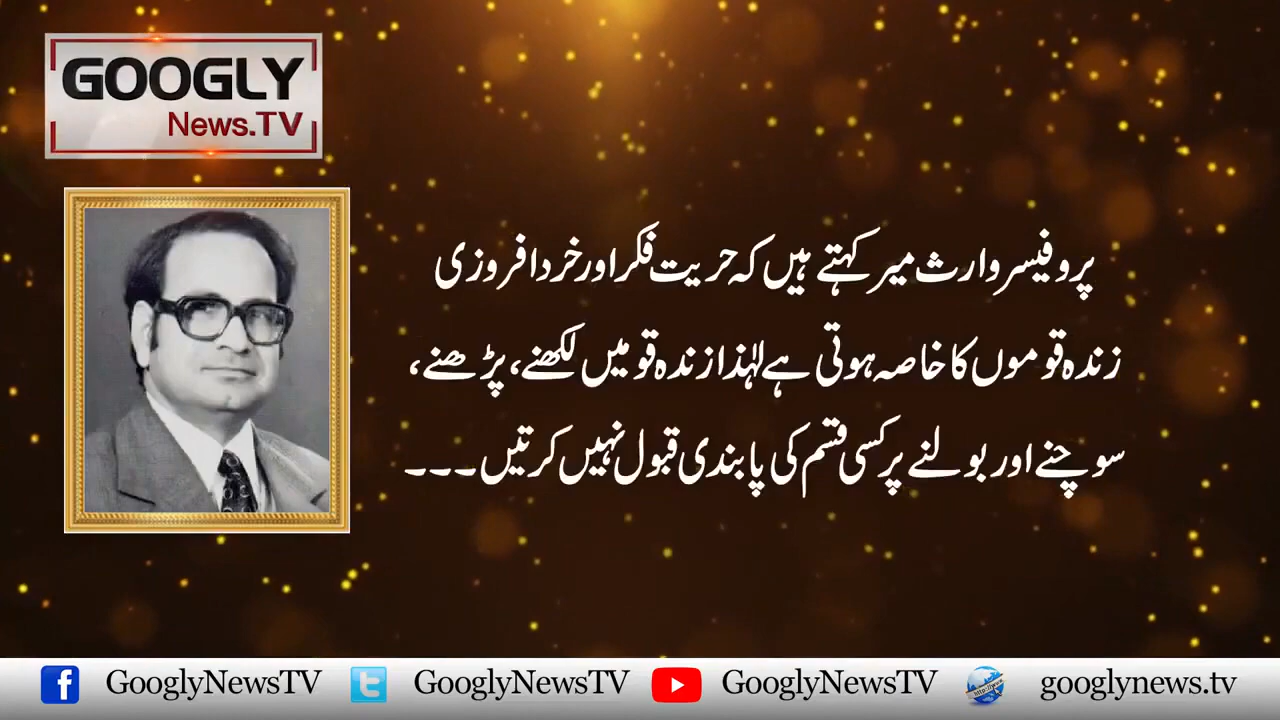 GOOGLY
News.TV
پروفیسر وارث میر کہتے ہیں کہ حریت فکر اور خرد افروزی
زندہ قوموں کا خاصہ ہوتی ہے لہٰذا زندہ قومیں لکھنے، پڑھنے،
سوچنے اور بولنے پر کسی قسم کی پابندی قبول نہیں کرتیں۔۔۔
GooglyNewsTV GooglyNewsTV GooglyNewsTV googlynews.tv